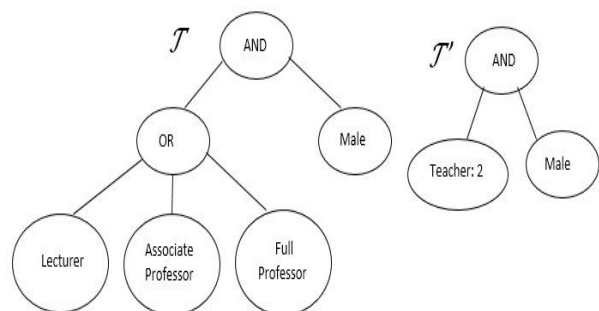 𝒯
AND
OR
Male
Lecturer
Associate
Professor
Full
Professor
𝒯'
AND
Teacher: 2
Male